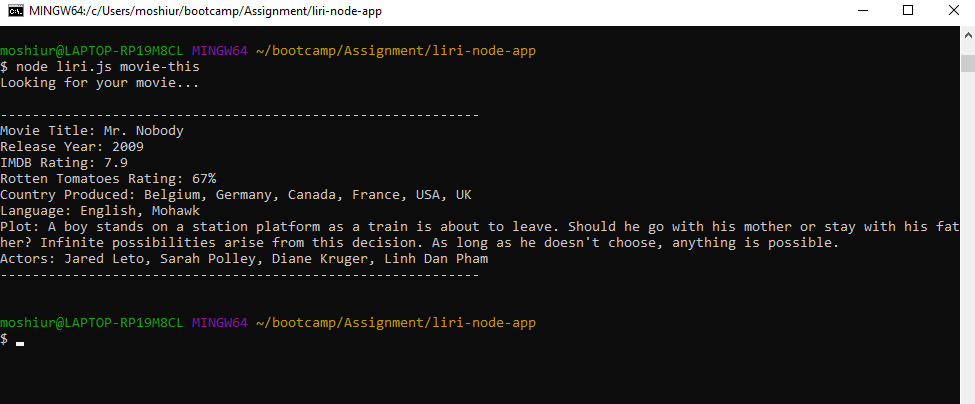 MINGW64:/c/Users/moshiur/bootcamp/Assignment/liri-node-app
moshiur@LAPTOP-RP19M8CL MINGW64 ~/bootcamp/Assignment/liri-node-app
$ node liri.js movie-this
Looking for your movie...
------------------------------------------------------------
Movie Title: Mr. Nobody
Release Year: 2009
IMDB Rating: 7.9
Rotten Tomatoes Rating: 67%
Country Produced: Belgium, Germany, Canada, France, USA, UK
Language: English, Mohawk
Plot: A boy stands on a station platform as a train is about to leave. Should he go with his mother or stay with his fat
her? Infinite possibilities arise from this decision. As long as he doesn't choose, anything is possible.
Actors: Jared Leto, Sarah Polley, Diane Kruger, Linh Dan Pham
------------------------------------------------------------
moshiur@LAPTOP-RP19M8CL MINGW64 ~/bootcamp/Assignment/liri-node-app
$